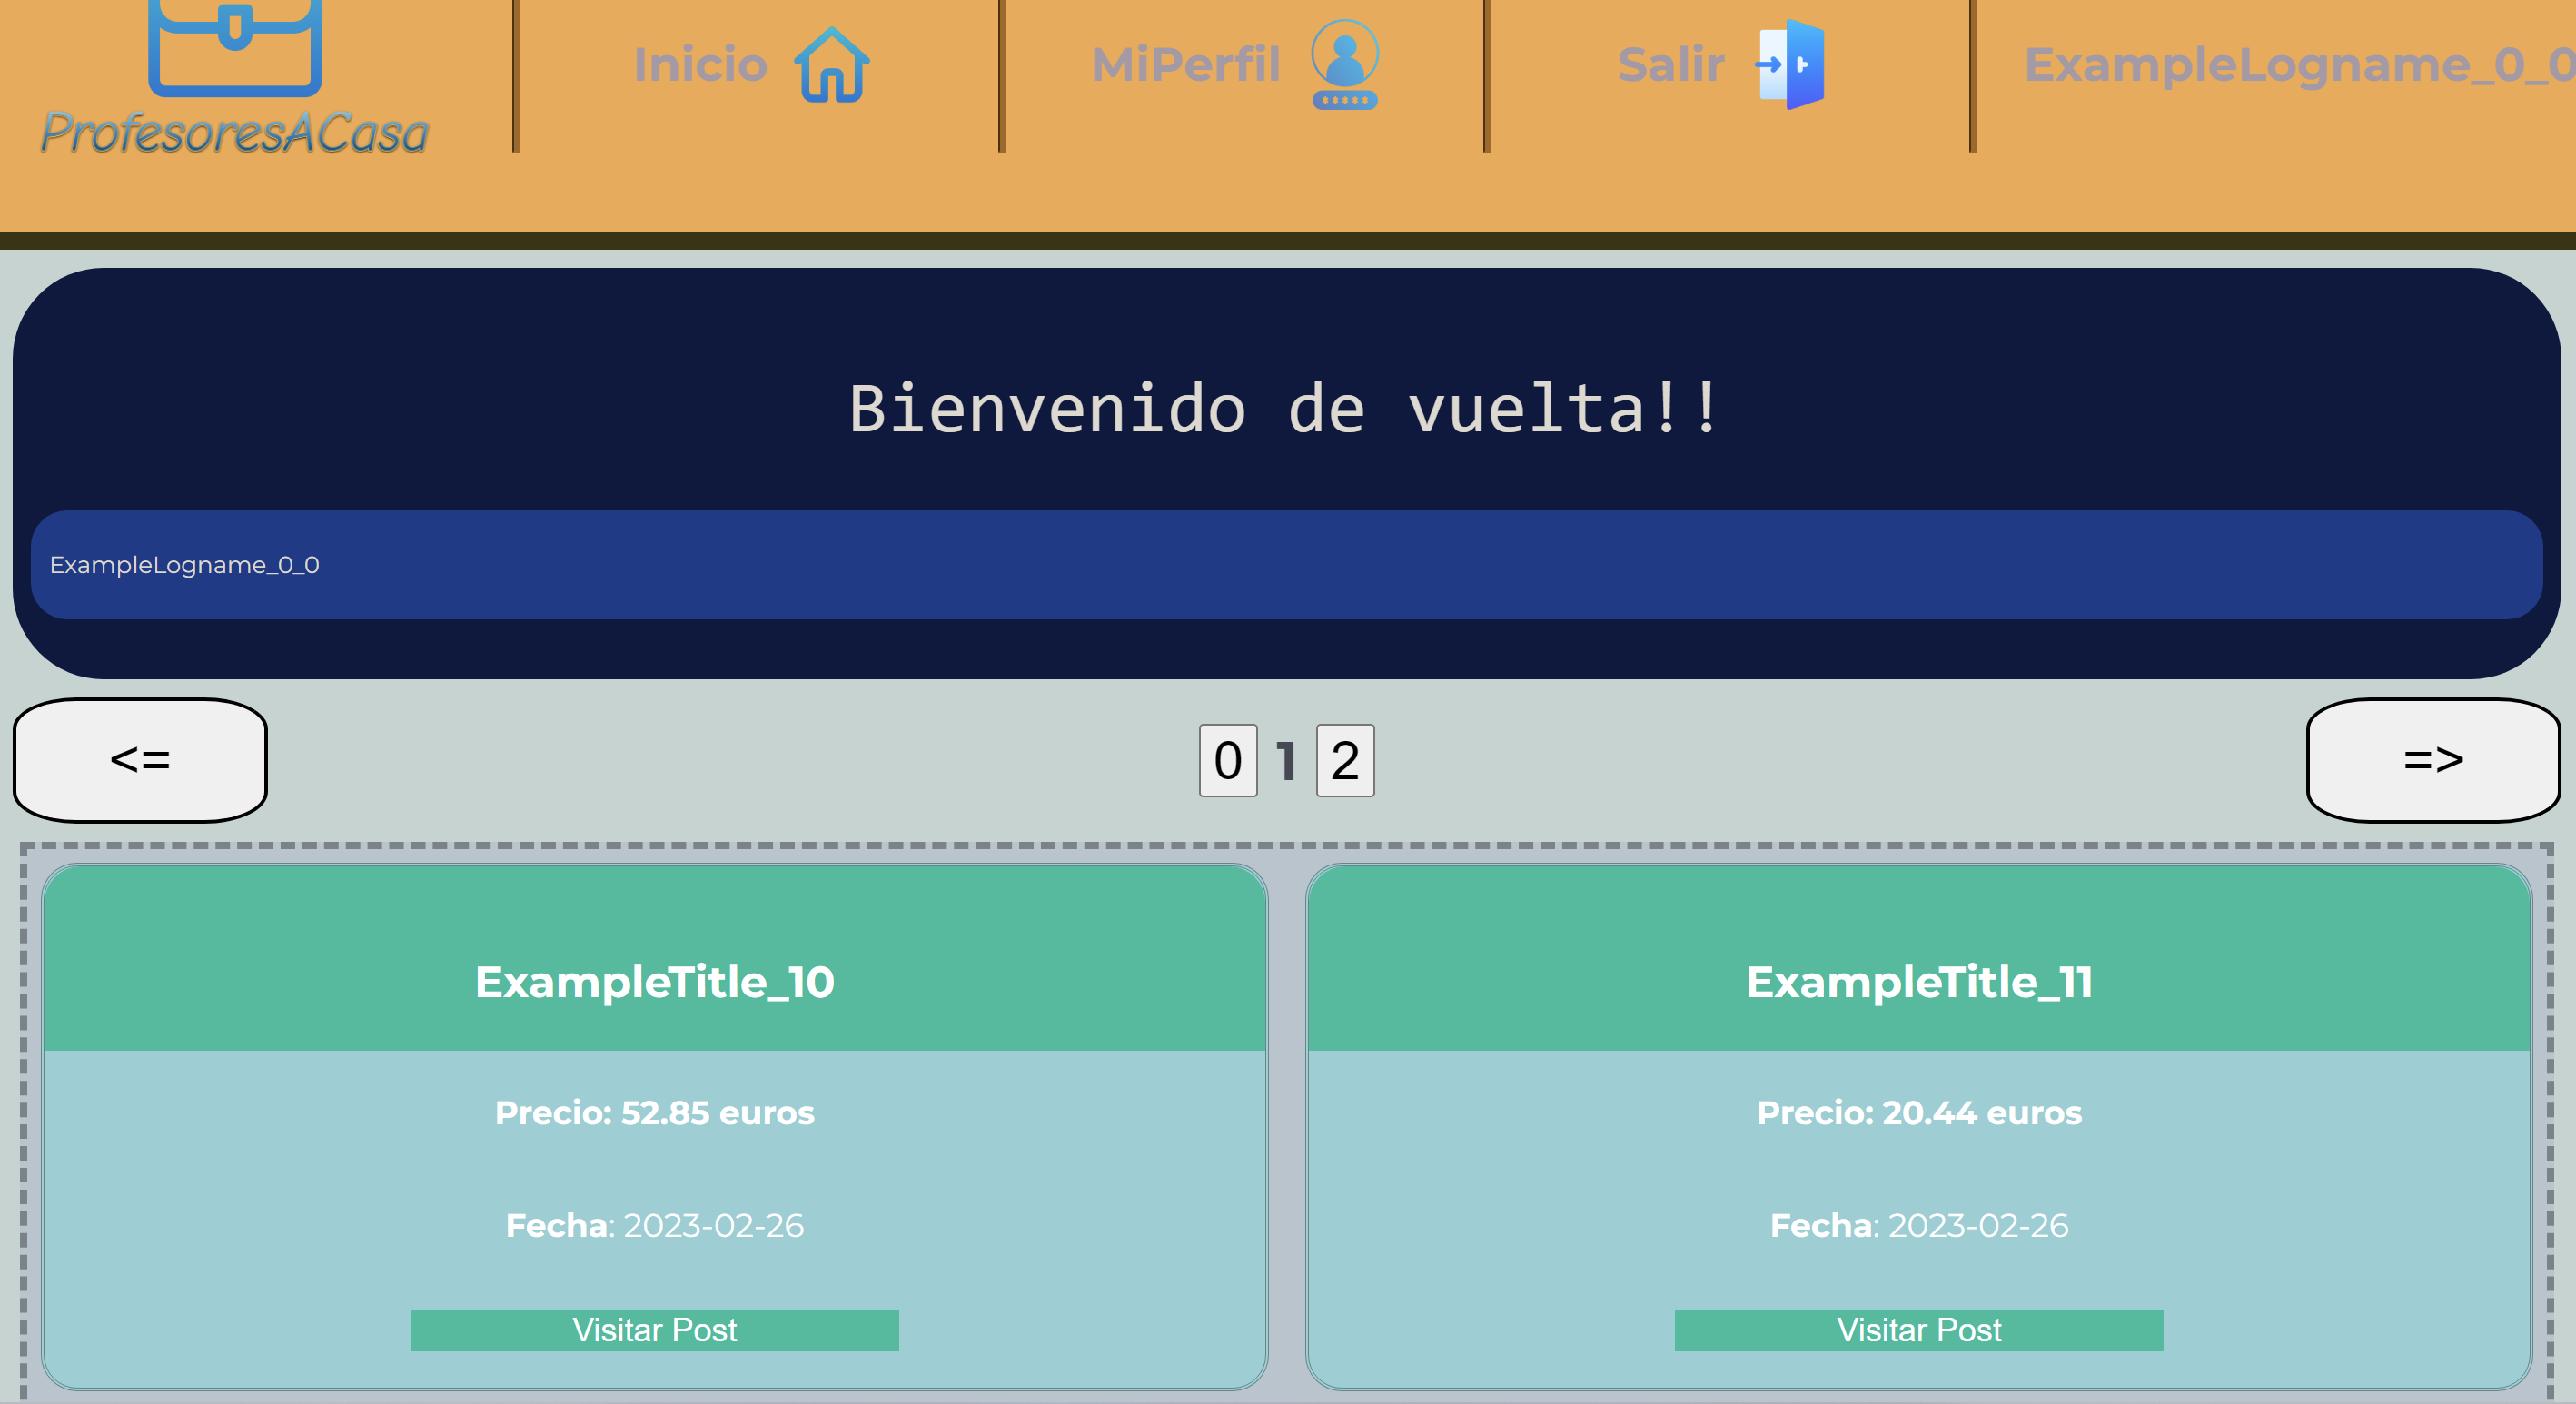 Inicio
MiPerfil
Salir
ExampleLogname_0_0
ProfesoresACasa
Bienvenido de vuelta!!
ExampleLogname_0_0
<=
0 1 2
=>
ExampleTitle_10
Precio: 52.85 euros
Fecha: 2023-02-26
Visitar Post
ExampleTitle_11
Precio: 20.44 euros
Fecha: 2023-02-26
Visitar Post